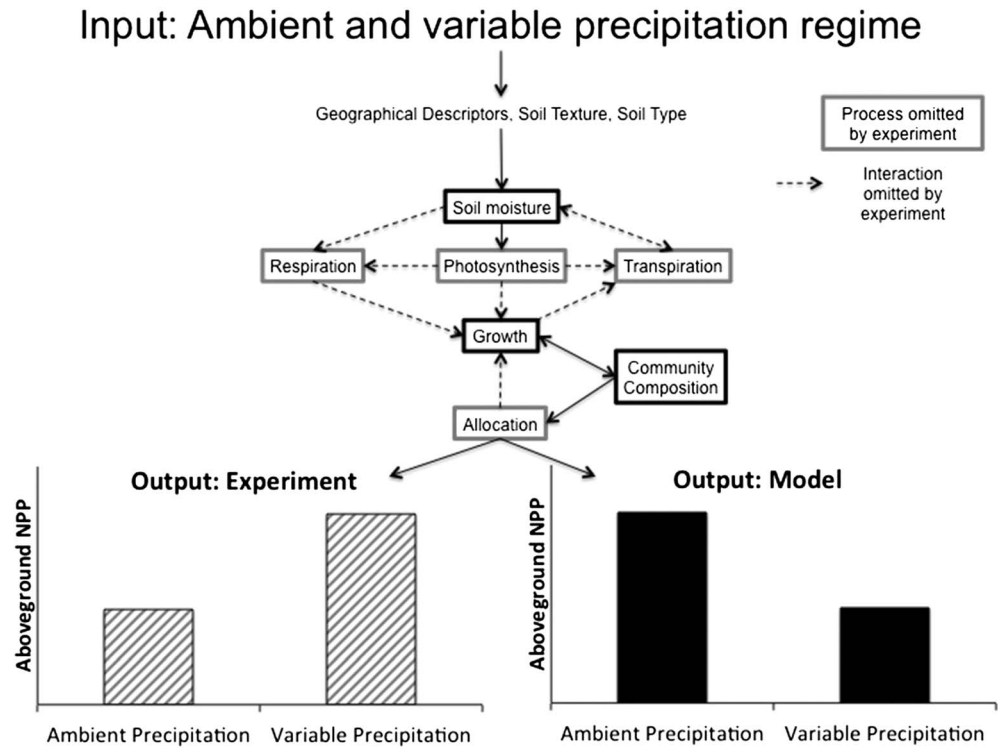 Input: Ambient and variable precipitation regime
Geographical Descriptors, Soil Texture, Soil Type
Process omitted
by experiment
Interaction
omitted by
experiment
Soil moisture
Respiration
Photosynthesis
Transpiration
Growth
Community
Composition
Allocation
Output: Experiment
Aboveground NPP
Ambient Precipitation
Variable Precipitation
Output: Model
Aboveground NPP
Ambient Precipitation
Variable Precipitation